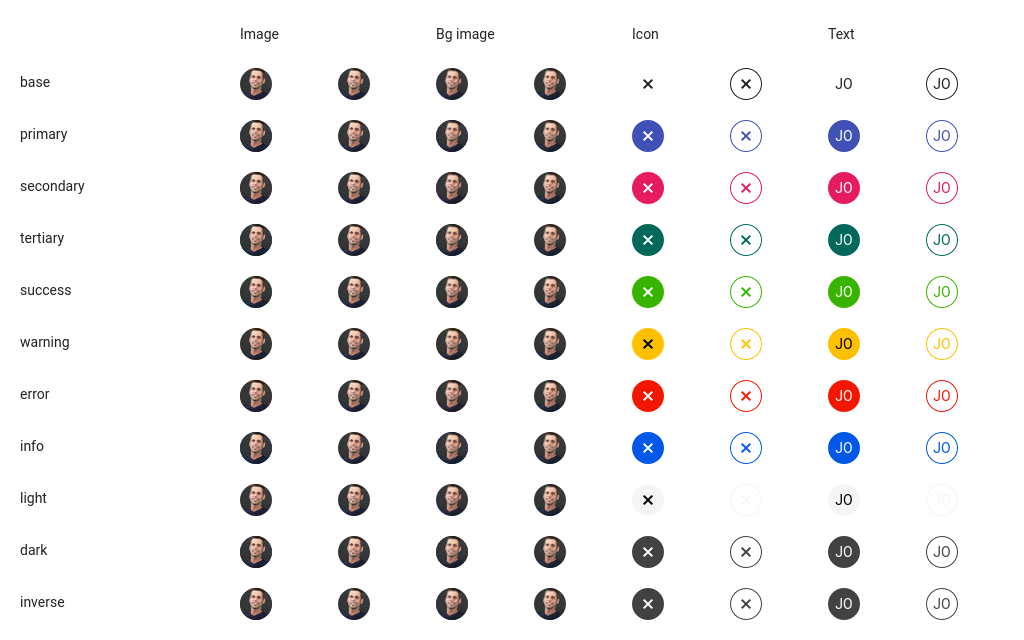 Image Bg image Icon Text
base JO JO
primary JO JO
secondary JO JO
tertiary JO JO
success JO JO
warning JO JO
error JO JO
info JO JO
light JO JO
dark JO JO
inverse JO JO